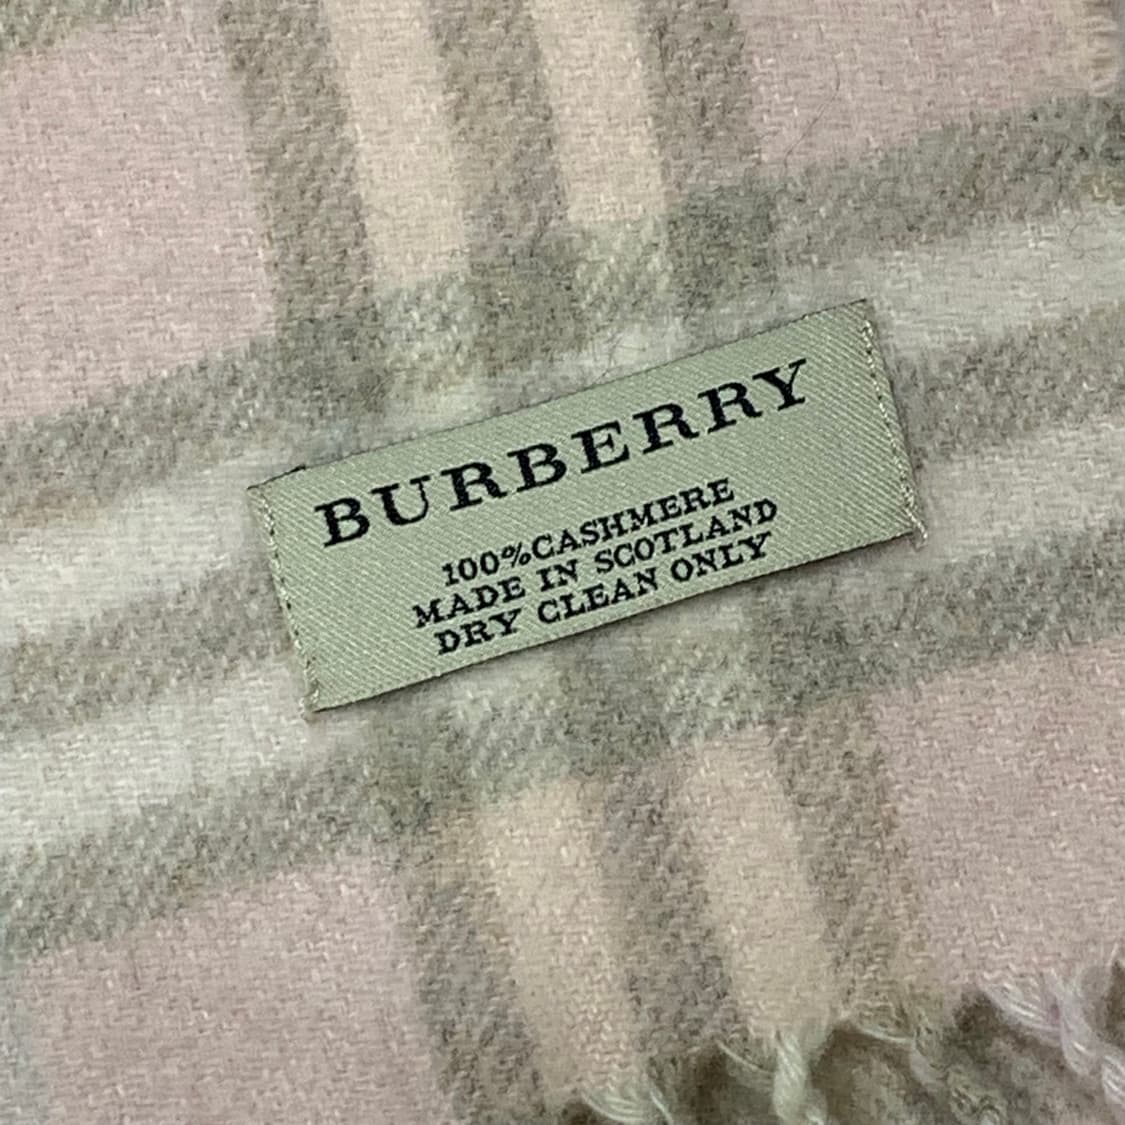 BURBERRY
100%CASHMERE
MADE IN SCOTLAND
DRY CLEAN ONLY